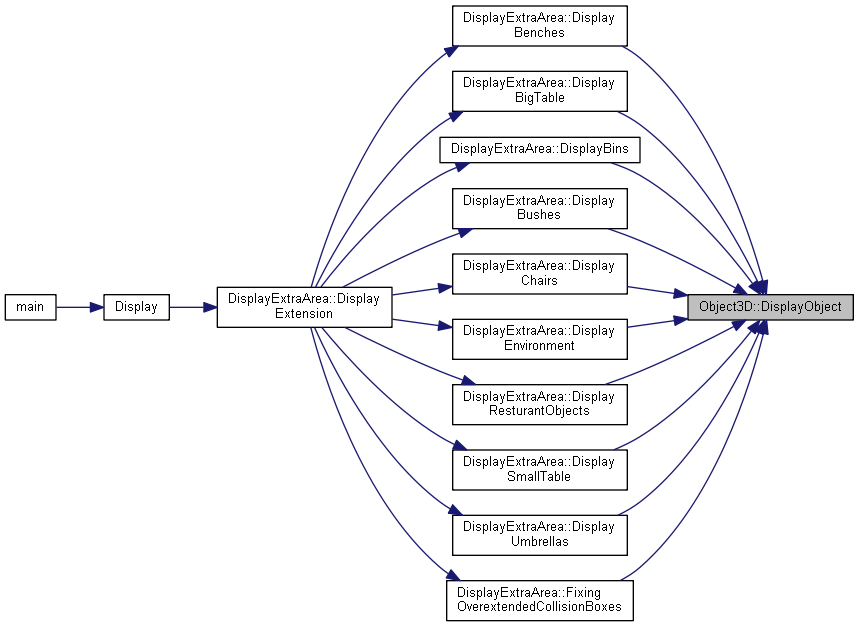 main
Display
DisplayExtraArea::Display
Extension
DisplayExtraArea::Display
Benches
DisplayExtraArea::Display
BigTable
DisplayExtraArea::DisplayBins
DisplayExtraArea::Display
Bushes
DisplayExtraArea::Display
Chairs
DisplayExtraArea::Display
Environment
DisplayExtraArea::Display
ResturantObjects
DisplayExtraArea::Display
SmallTable
DisplayExtraArea::Display
Umbrellas
DisplayExtraArea::Fixing
OverextendedCollisionBoxes
Object3D::DisplayObject